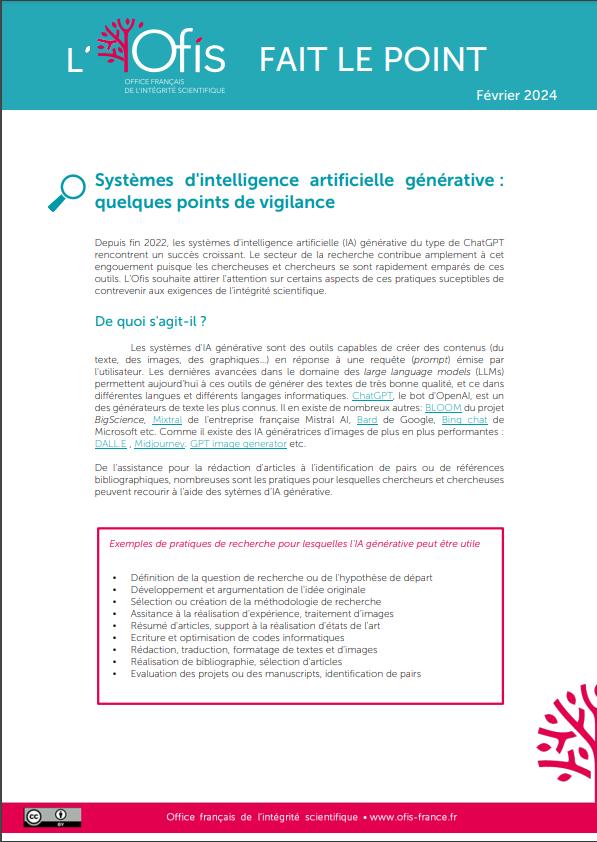 L'Ofis FAIT LE POINT
OFFICE FRANÇAIS
DE L'INTÉGRITÉ SCIENTIFIQUE
Février 2024
Systèmes d'intelligence artificielle générative :
quelques points de vigilance
Depuis fin 2022, les systèmes d'intelligence artificielle (IA) générative du type de ChatGPT
rencontrent un succès croissant. Le secteur de la recherche contribue amplement à cet
engouement puisque les chercheuses et chercheurs se sont rapidement emparés de ces
outils. L'Ofis souhaite attirer l'attention sur certains aspects de ces pratiques suceptibles de
contrevenir aux exigences de l'intégrité scientifique.
De quoi s'agit-il ?
Les systèmes d'IA générative sont des outils capables de créer des contenus (du
texte, des images, des graphiques...) en réponse à une requête (prompt) émise par
l'utilisateur. Les dernières avancées dans le domaine des large language models (LLMs)
permettent aujourd'hui à ces outils de générer des textes de très bonne qualité, et ce dans
différentes langues et différents langages informatiques. ChatGPT, le bot d'OpenAI, est un
des générateurs de texte les plus connus. Il en existe de nombreux autres: BLOOM du projet
BigScience, Mixtral de l'entreprise française Mistral AI, Bard de Google, Bing chat de
Microsoft etc. Comme il existe des IA génératrices d'images de plus en plus performantes :
DALL.E , Midjourney, GPT image generator etc.
De l'assistance pour la rédaction d'articles à l'identification de pairs ou de références
bibliographiques, nombreuses sont les pratiques pour lesquelles chercheurs et chercheuses
peuvent recourir à l'aide des sytèmes d'IA générative.
Exemples de pratiques de recherche pour lesquelles l'IA générative peut être utile
• Définition de la question de recherche ou de l'hypothèse de départ
• Développement et argumentation de l'idée originale
• Sélection ou création de la méthodologie de recherche
• Assitance à la réalisation d'expérience, traitement d'images
• Résumé d'articles, support à la réalisation d'états de l'art
• Ecriture et optimisation de codes informatiques
• Rédaction, traduction, formatage de textes et d'images
• Réalisation de bibliographie, sélection d'articles
• Evaluation des projets ou des manuscrits, identification de pairs
cc BY
Office français de l'intégrité scientifique • www.ofis-france.fr